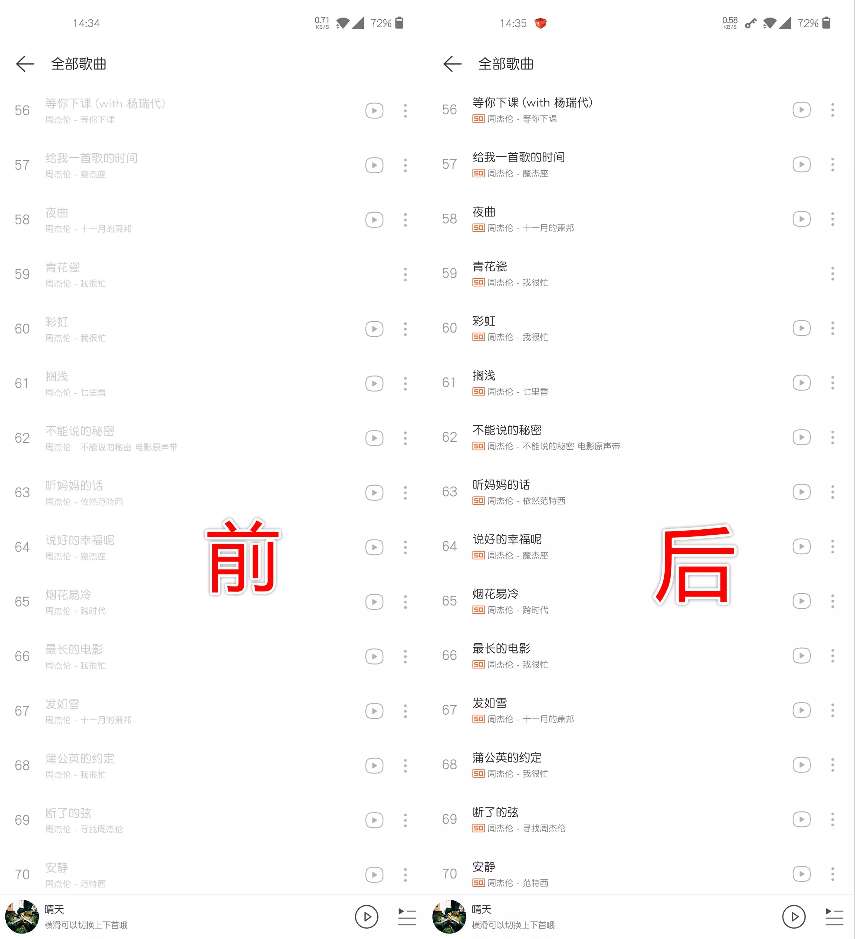 14:34
0.71
KB/S
72%
全部歌曲
56
等你下课 (with 杨瑞代)
周杰伦 - 等你下课
57
给我一首歌的时间
周杰伦 - 魔杰座
58
夜曲
周杰伦 - 十一月的萧邦
59
青花瓷
周杰伦 - 我很忙
60
彩虹
周杰伦 - 我很忙
61
搁浅
周杰伦 - 七里香
62
不能说的秘密
周杰伦 - 不能说的秘密 电影原声带
63
听妈妈的话
周杰伦 - 依然范特西
64
说好的幸福呢
周杰伦 - 魔杰座
65
烟花易冷
周杰伦 - 跨时代
66
最长的电影
周杰伦 - 我很忙
67
发如雪
周杰伦 - 十一月的萧邦
68
蒲公英的约定
周杰伦 - 我很忙
69
断了的弦
周杰伦 - 寻找周杰伦
70
安静
周杰伦 - 范特西
晴天
横滑可以切换上下首哦
前
14:35
0.58
KB/S
72%
全部歌曲
56
等你下课 (with 杨瑞代)
SQ 周杰伦 - 等你下课
57
给我一首歌的时间
SQ 周杰伦 - 魔杰座
58
夜曲
SQ 周杰伦 - 十一月的萧邦
59
青花瓷
SQ 周杰伦 - 我很忙
60
彩虹
SQ 周杰伦 - 我很忙
61
搁浅
SQ 周杰伦 - 七里香
62
不能说的秘密
SQ 周杰伦 - 不能说的秘密 电影原声带
63
听妈妈的话
SQ 周杰伦 - 依然范特西
64
说好的幸福呢
SQ 周杰伦 - 魔杰座
65
烟花易冷
SQ 周杰伦 - 跨时代
66
最长的电影
SQ 周杰伦 - 我很忙
67
发如雪
SQ 周杰伦 - 十一月的萧邦
68
蒲公英的约定
SQ 周杰伦 - 我很忙
69
断了的弦
SQ 周杰伦 - 寻找周杰伦
70
安静
SQ 周杰伦 - 范特西
晴天
横滑可以切换上下首哦
后